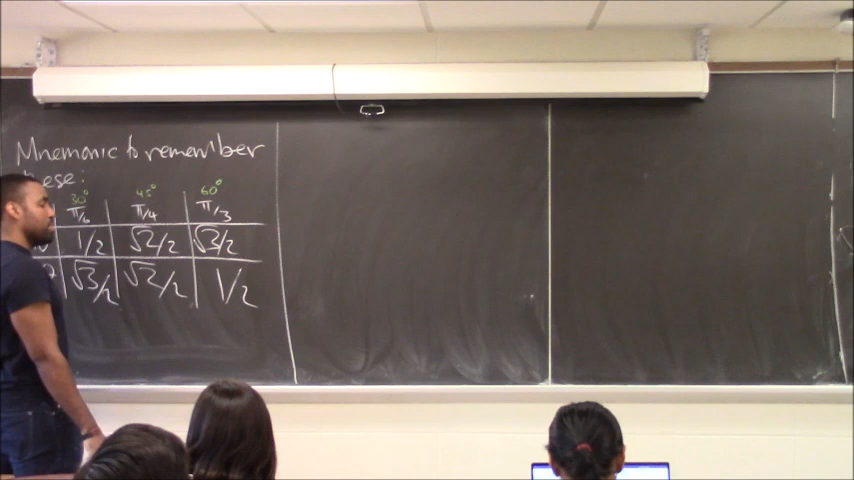 Mnemonic to remember
ese:
30° 45° 60°
π/6 π/4 π/3
1/2 √2/2 √3/2
√3/2 √2/2 1/2